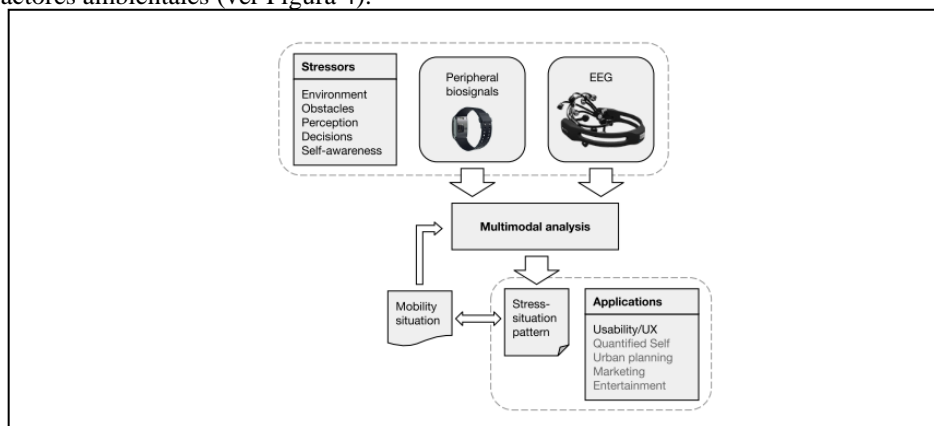 actores ambientales (ver Figura 4).
Stressors
Environment
Obstacles
Perception
Decisions
Self-awareness
Peripheral
biosignals
EEG
Multimodal analysis
Mobility
situation
Stress-
situation
pattern
Applications
Usability/UX
Quantified Self
Urban planning
Marketing
Entertainment